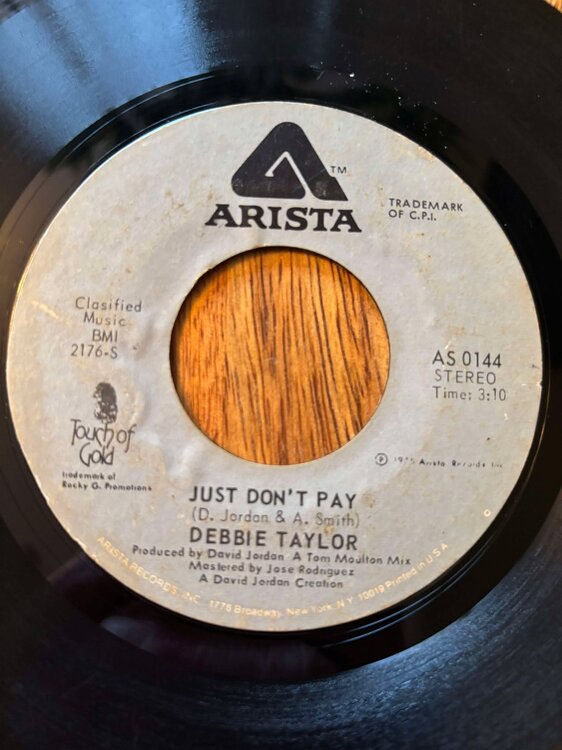 TM
ARISTA
TRADEMARK
OF C.P.I.
Clasified
Music
BMI
2176-S
AS 0144
STEREO
Time: 3:10
Touch of
Gold
trademark of
Rocky G. Promotions
Ⓟ Arista Records Inc
JUST DON'T PAY
(D. Jordan & A. Smith)
DEBBIE TAYLOR
Produced by David Jordan A Tom Moulton Mix
Mastered by Jose Rodriguez
A David Jordan Creation
ARISTA RECORDS, INC. 1776 Broadway, New York, N.Y. 10019 Printed in U.S.A.